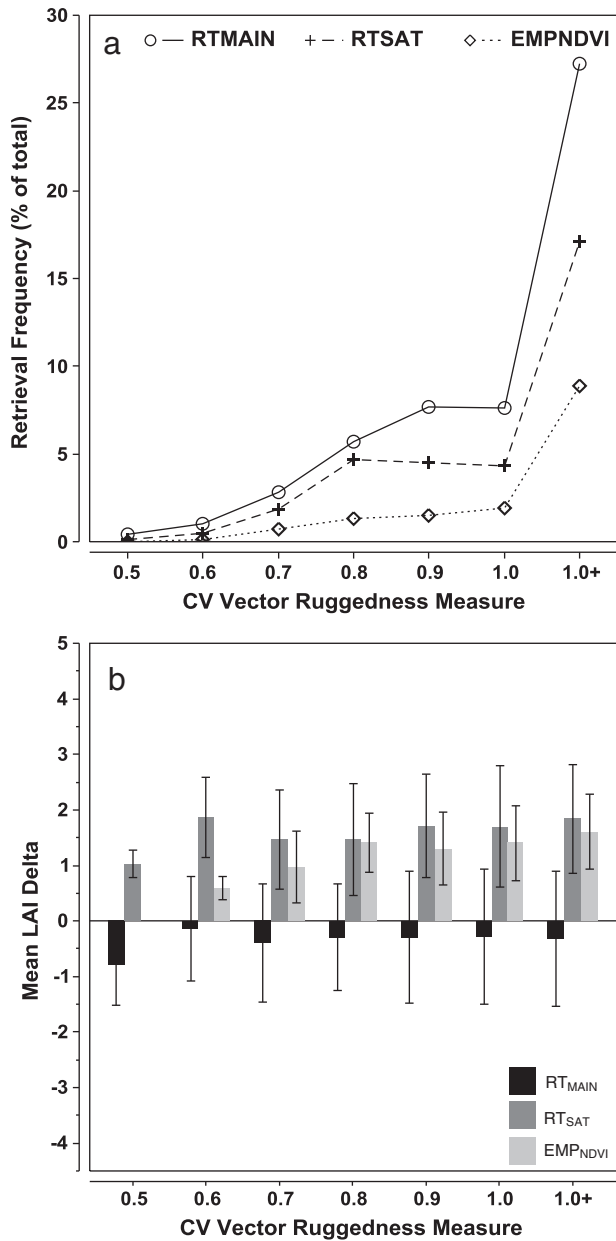 a
RTMAIN RTSAT EMPNDVI
30
25
20
15
10
5
0
Retrieval Frequency (% of total)
0.5 0.6 0.7 0.8 0.9 1.0 1.0+
CV Vector Ruggedness Measure
b
5
4
3
2
1
0
-1
-2
-3
-4
Mean LAI Delta
RTMAIN
RTSAT
EMPNDVI
0.5 0.6 0.7 0.8 0.9 1.0 1.0+
CV Vector Ruggedness Measure